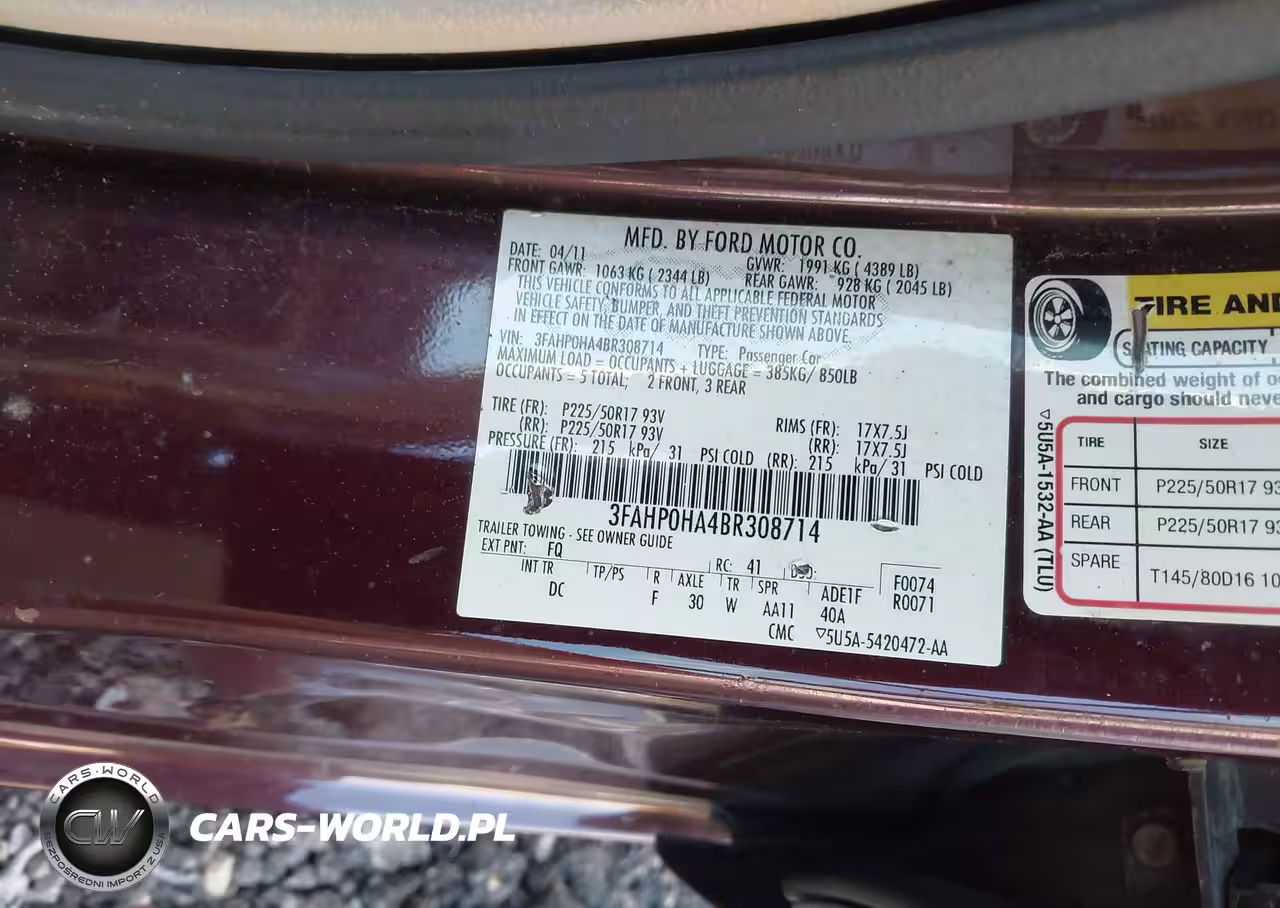 MFD. BY FORD MOTOR CO.
DATE: 04/11 GVWR: 1991 KG ( 4389 LB)
FRONT GAWR: 1063 KG ( 2344 LB) REAR GAWR: 928 KG ( 2045 LB)
THIS VEHICLE CONFORMS TO ALL APPLICABLE FEDERAL MOTOR
VEHICLE SAFETY, BUMPER, AND THEFT PREVENTION STANDARDS
IN EFFECT ON THE DATE OF MANUFACTURE SHOWN ABOVE.
VIN: 3FAHP0HA4BR308714 TYPE: Passenger Car
MAXIMUM LOAD = OCCUPANTS + LUGGAGE = 385KG/ 850LB
OCCUPANTS = 5 TOTAL; 2 FRONT, 3 REAR
TIRE (FR): P225/50R17 93V RIMS (FR): 17X7.5J
(RR): P225/50R17 93V (RR): 17X7.5J
PRESSURE (FR): 215 kPa/ 31 PSI COLD (RR): 215 kPa/ 31 PSI COLD
3FAHP0HA4BR308714
TRAILER TOWING - SEE OWNER GUIDE
EXT PNT: FQ RC: 41
F0074
INT TR TP/PS R AXLE TR SPR ADE1F R0071
DC F 30 W AA11 40A
CMC ▽5U5A-5420472-AA
TIRE AND
SEATING CAPACITY
The combined weight of
and cargo should never
▽5U5A-1532-AA (TLU)
TIRE SIZE
FRONT P225/50R17 93
REAR P225/50R17 93
SPARE T145/80D16 10
CARS-WORLD
CW
BEZPOŚREDNI IMPORT Z USA
CARS-WORLD.PL